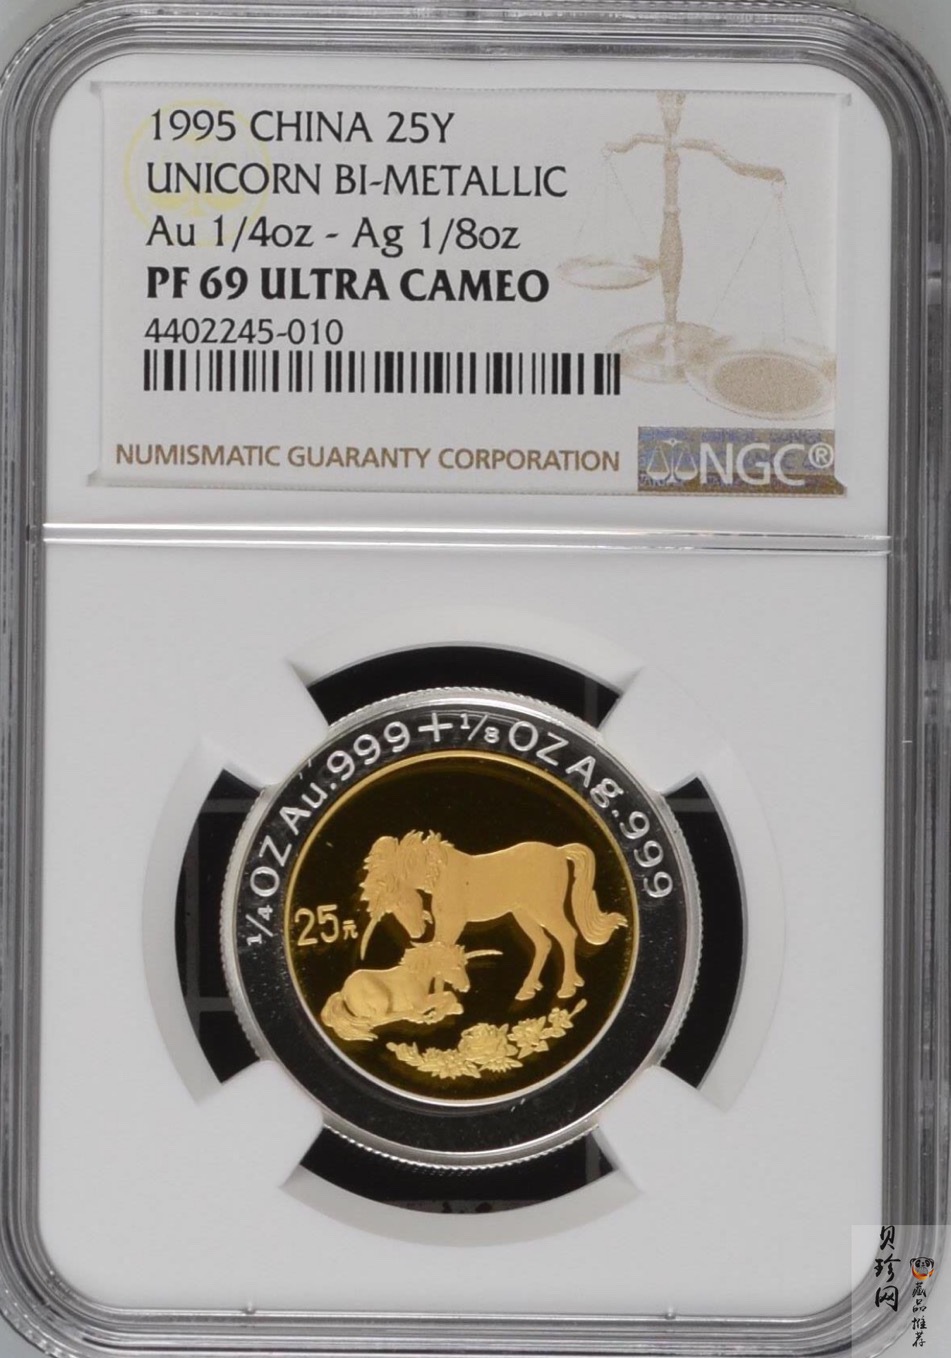 1995 CHINA 25Y
UNICORN BI-METALLIC
Au 1/4oz - Ag 1/8oz
PF 69 ULTRA CAMEO
4402245-010
NUMISMATIC GUARANTY CORPORATION
NGC®
1/4 OZ Au.999+1/8 OZ Ag.999
25元
贝珍网
藏品推荐